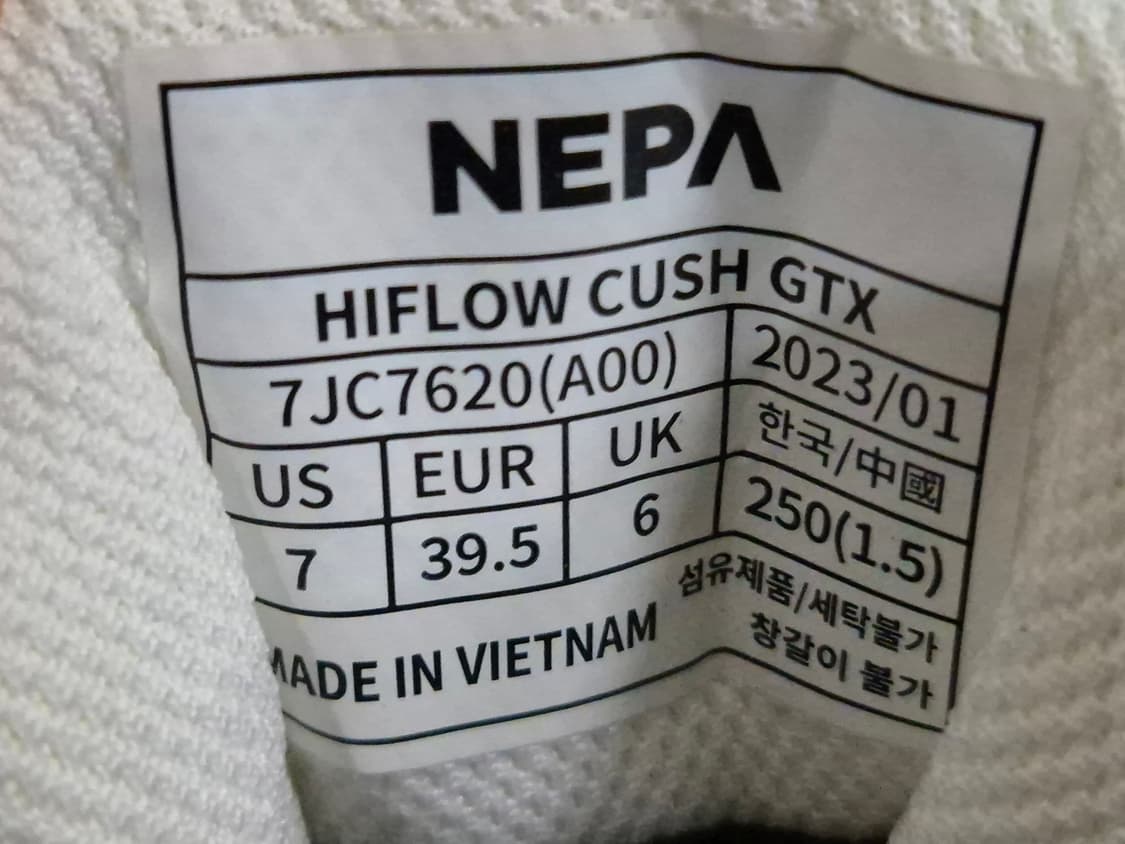 NEPA
HIFLOW CUSH GTX
7JC7620(A00) 2023/01
US EUR UK 한국/中國
7 39.5 6 250(1.5)
MADE IN VIETNAM 섬유제품/세탁불가
창갈이 불가